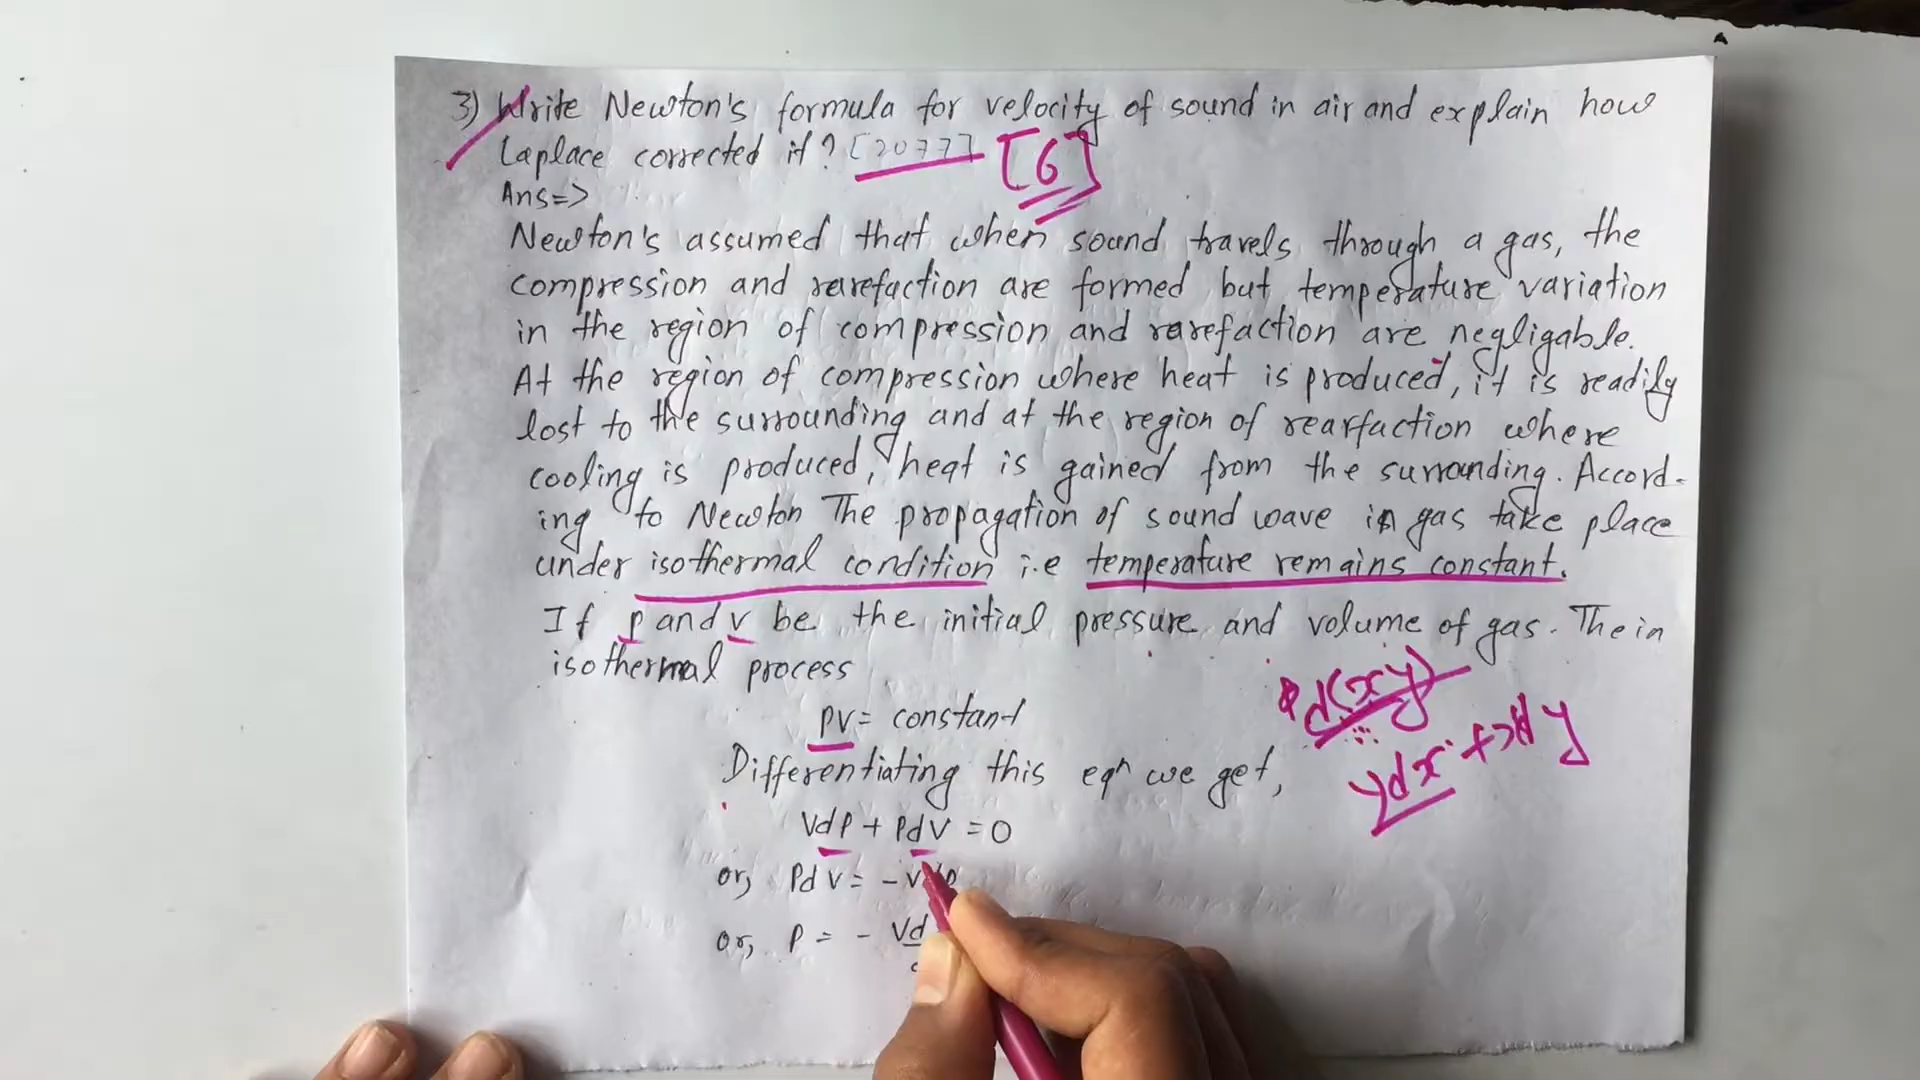 3) Write Newton's formula for velocity of sound in air and explain how
Laplace corrected it? [2077] [6]
Ans=>
Newton's assumed that when sound travels through a gas, the
compression and rarefaction are formed but temperature variation
in the region of compression and rarefaction are negligable.
At the region of compression where heat is produced, it is readily
lost to the surrounding and at the region of rearfaction where
cooling is produced, heat is gained from the surrounding. Accord-
ing to Newton The propagation of sound wave in gas take place
under isothermal condition i.e temperature remains constant.
If P and V be the initial pressure and volume of gas. The in
isothermal process
PV = constant
d(xy)
ydx + xdy
Differentiating this eqn we get,
VdP + PdV = 0
or, PdV = -V
or, P = - Vd